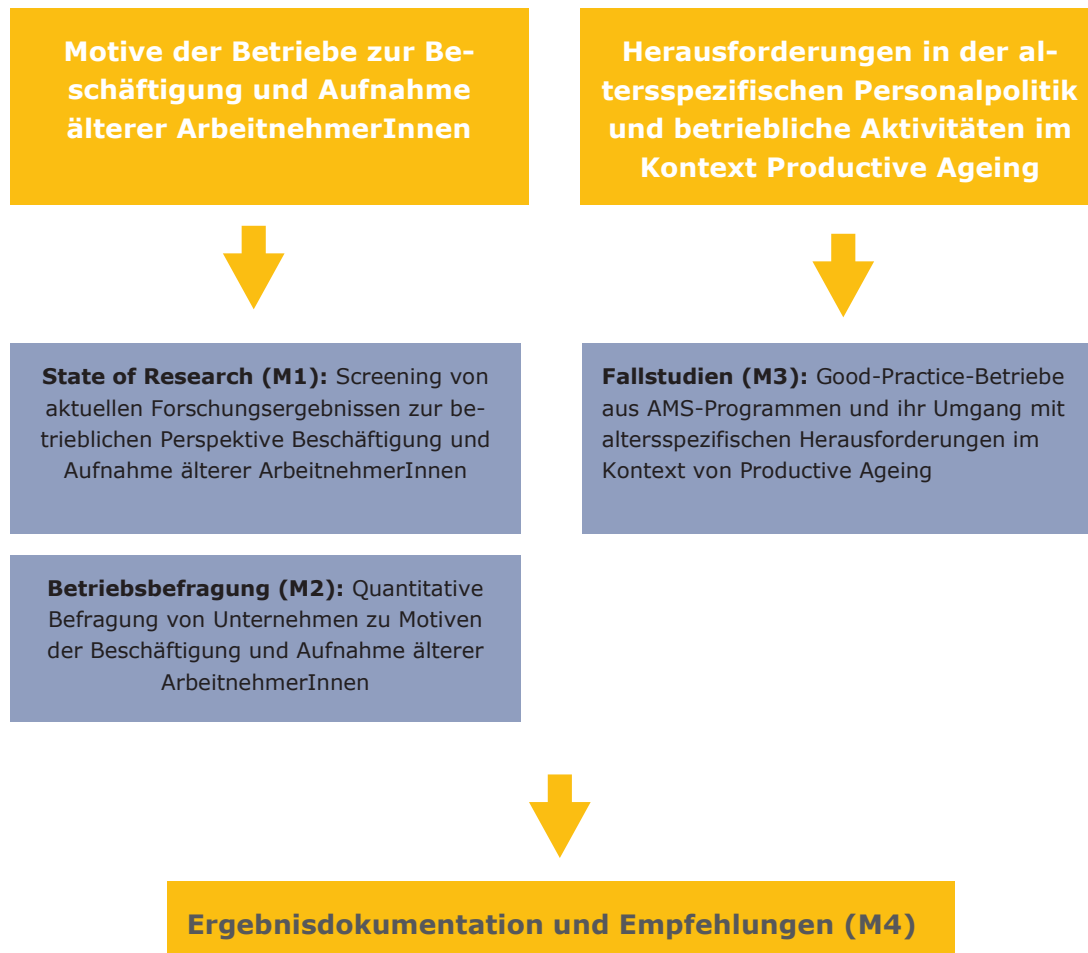 Motive der Betriebe zur Be-
schäftigung und Aufnahme
älterer ArbeitnehmerInnen
Herausforderungen in der al-
tersspezifischen Personalpolitik
und betriebliche Aktivitäten im
Kontext Productive Ageing
State of Research (M1): Screening von
aktuellen Forschungsergebnissen zur be-
trieblichen Perspektive Beschäftigung und
Aufnahme älterer ArbeitnehmerInnen
Fallstudien (M3): Good-Practice-Betriebe
aus AMS-Programmen und ihr Umgang mit
altersspezifischen Herausforderungen im
Kontext von Productive Ageing
Betriebsbefragung (M2): Quantitative
Befragung von Unternehmen zu Motiven
der Beschäftigung und Aufnahme älterer
ArbeitnehmerInnen
Ergebnisdokumentation und Empfehlungen (M4)